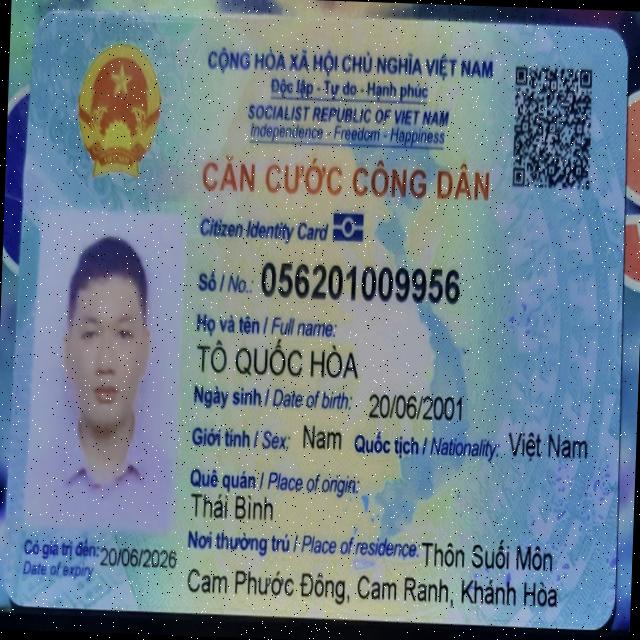 CỘNG HÒA XÃ HỘI CHỦ NGHĨA VIỆT NAM
Độc lập - Tự do - Hạnh phúc
SOCIALIST REPUBLIC OF VIET NAM
Independence - Freedom - Happiness
CĂN CƯỚC CÔNG DÂN
Citizen Identity Card
Số / No.: 056201009956
Họ và tên / Full name:
TÔ QUỐC HÒA
Ngày sinh / Date of birth: 20/06/2001
Giới tính / Sex: Nam Quốc tịch / Nationality: Việt Nam
Quê quán / Place of origin:
Thái Bình
Nơi thường trú / Place of residence: Thôn Suối Môn
Cam Phước Đông, Cam Ranh, Khánh Hòa
Có giá trị đến: 20/06/2026
Date of expiry